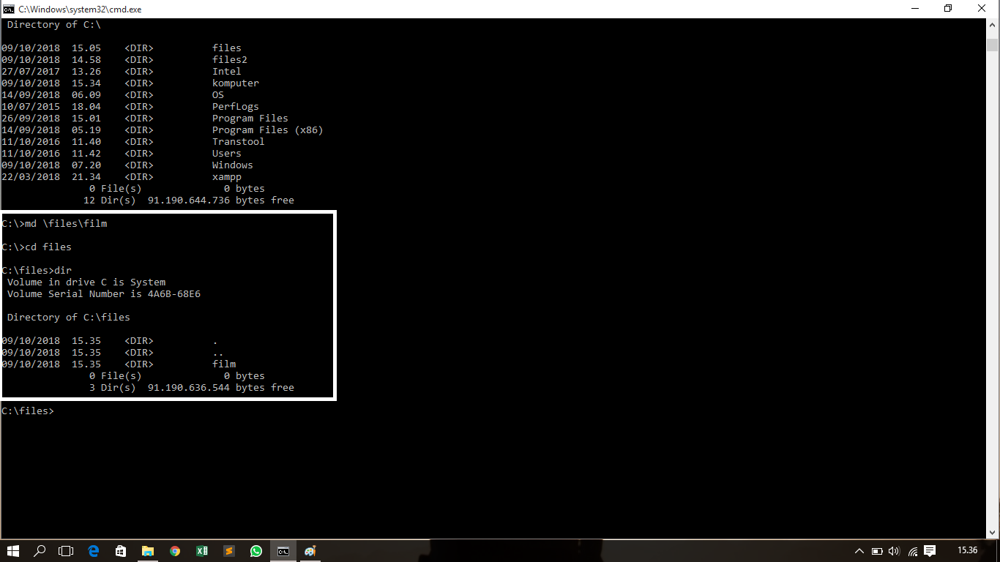 C:\Windows\system32\cmd.exe
Directory of C:\
09/10/2018  15.05    <DIR>          files
09/10/2018  14.58    <DIR>          files2
27/07/2017  13.26    <DIR>          Intel
09/10/2018  15.34    <DIR>          komputer
14/09/2018  06.09    <DIR>          OS
10/07/2015  18.04    <DIR>          PerfLogs
26/09/2018  15.01    <DIR>          Program Files
14/09/2018  05.19    <DIR>          Program Files (x86)
11/10/2016  11.40    <DIR>          Transtool
11/10/2016  11.42    <DIR>          Users
09/10/2018  07.20    <DIR>          Windows
22/03/2018  21.34    <DIR>          xampp
0 File(s)              0 bytes
12 Dir(s)  91.190.644.736 bytes free
C:\>md \files\film
C:\>cd files
C:\files>dir
Volume in drive C is System
Volume Serial Number is 4A6B-68E6
Directory of C:\files
09/10/2018  15.35    <DIR>          .
09/10/2018  15.35    <DIR>          ..
09/10/2018  15.35    <DIR>          film
0 File(s)              0 bytes
3 Dir(s)  91.190.636.544 bytes free
C:\files>
15.36